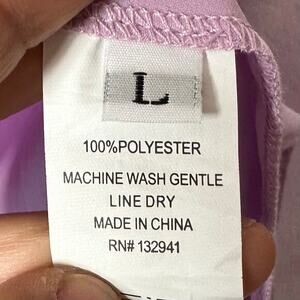 L
100%POLYESTER
MACHINE WASH GENTLE
LINE DRY
MADE IN CHINA
RN# 132941